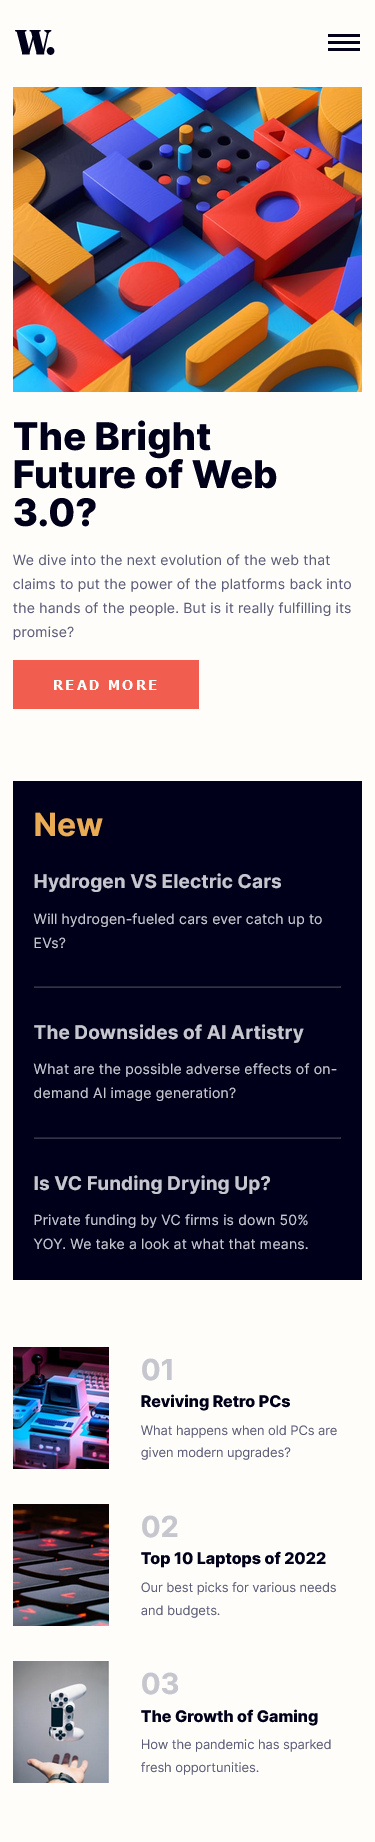 W.
The Bright
Future of Web
3.0?
We dive into the next evolution of the web that
claims to put the power of the platforms back into
the hands of the people. But is it really fulfilling its
promise?
READ MORE
New
Hydrogen VS Electric Cars
Will hydrogen-fueled cars ever catch up to
EVs?
The Downsides of AI Artistry
What are the possible adverse effects of on-
demand AI image generation?
Is VC Funding Drying Up?
Private funding by VC firms is down 50%
YOY. We take a look at what that means.
01
Reviving Retro PCs
What happens when old PCs are
given modern upgrades?
02
Top 10 Laptops of 2022
Our best picks for various needs
and budgets.
03
The Growth of Gaming
How the pandemic has sparked
fresh opportunities.